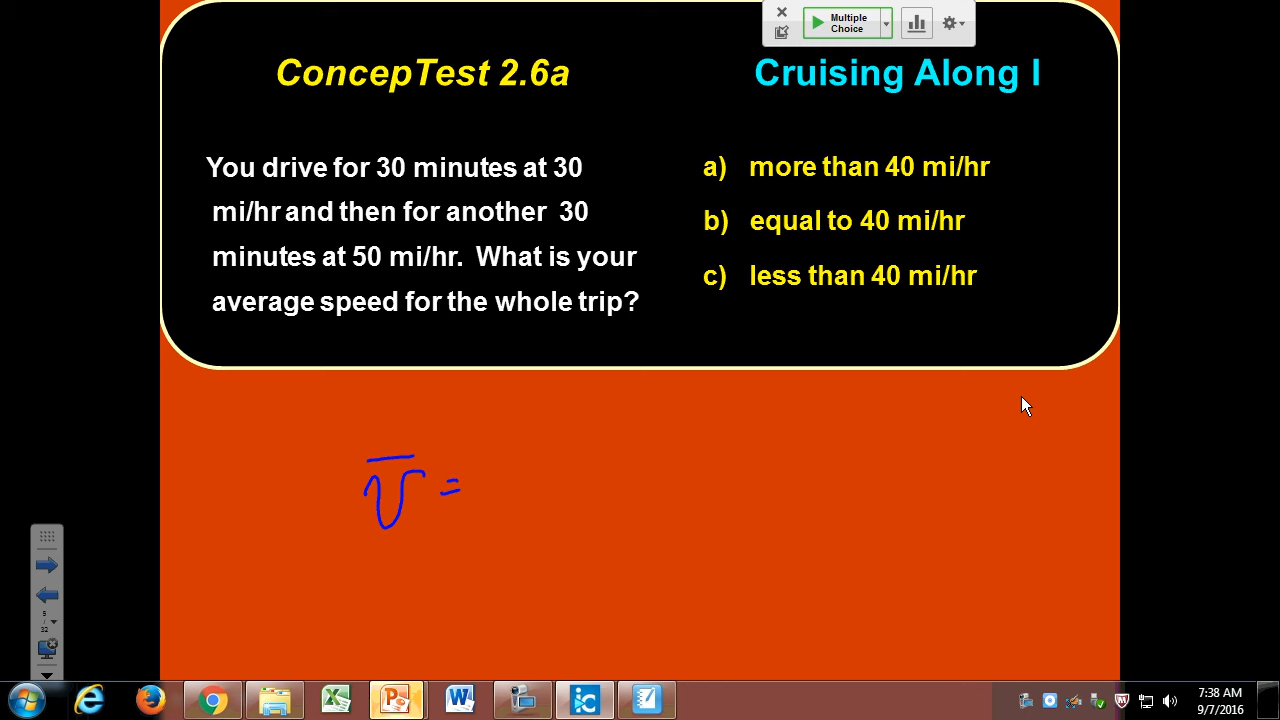 Multiple
Choice
ConcepTest 2.6a
Cruising Along I
You drive for 30 minutes at 30
mi/hr and then for another 30
minutes at 50 mi/hr. What is your
average speed for the whole trip?
a) more than 40 mi/hr
b) equal to 40 mi/hr
c) less than 40 mi/hr
v̅ =
9
/
32
7:38 AM
9/7/2016